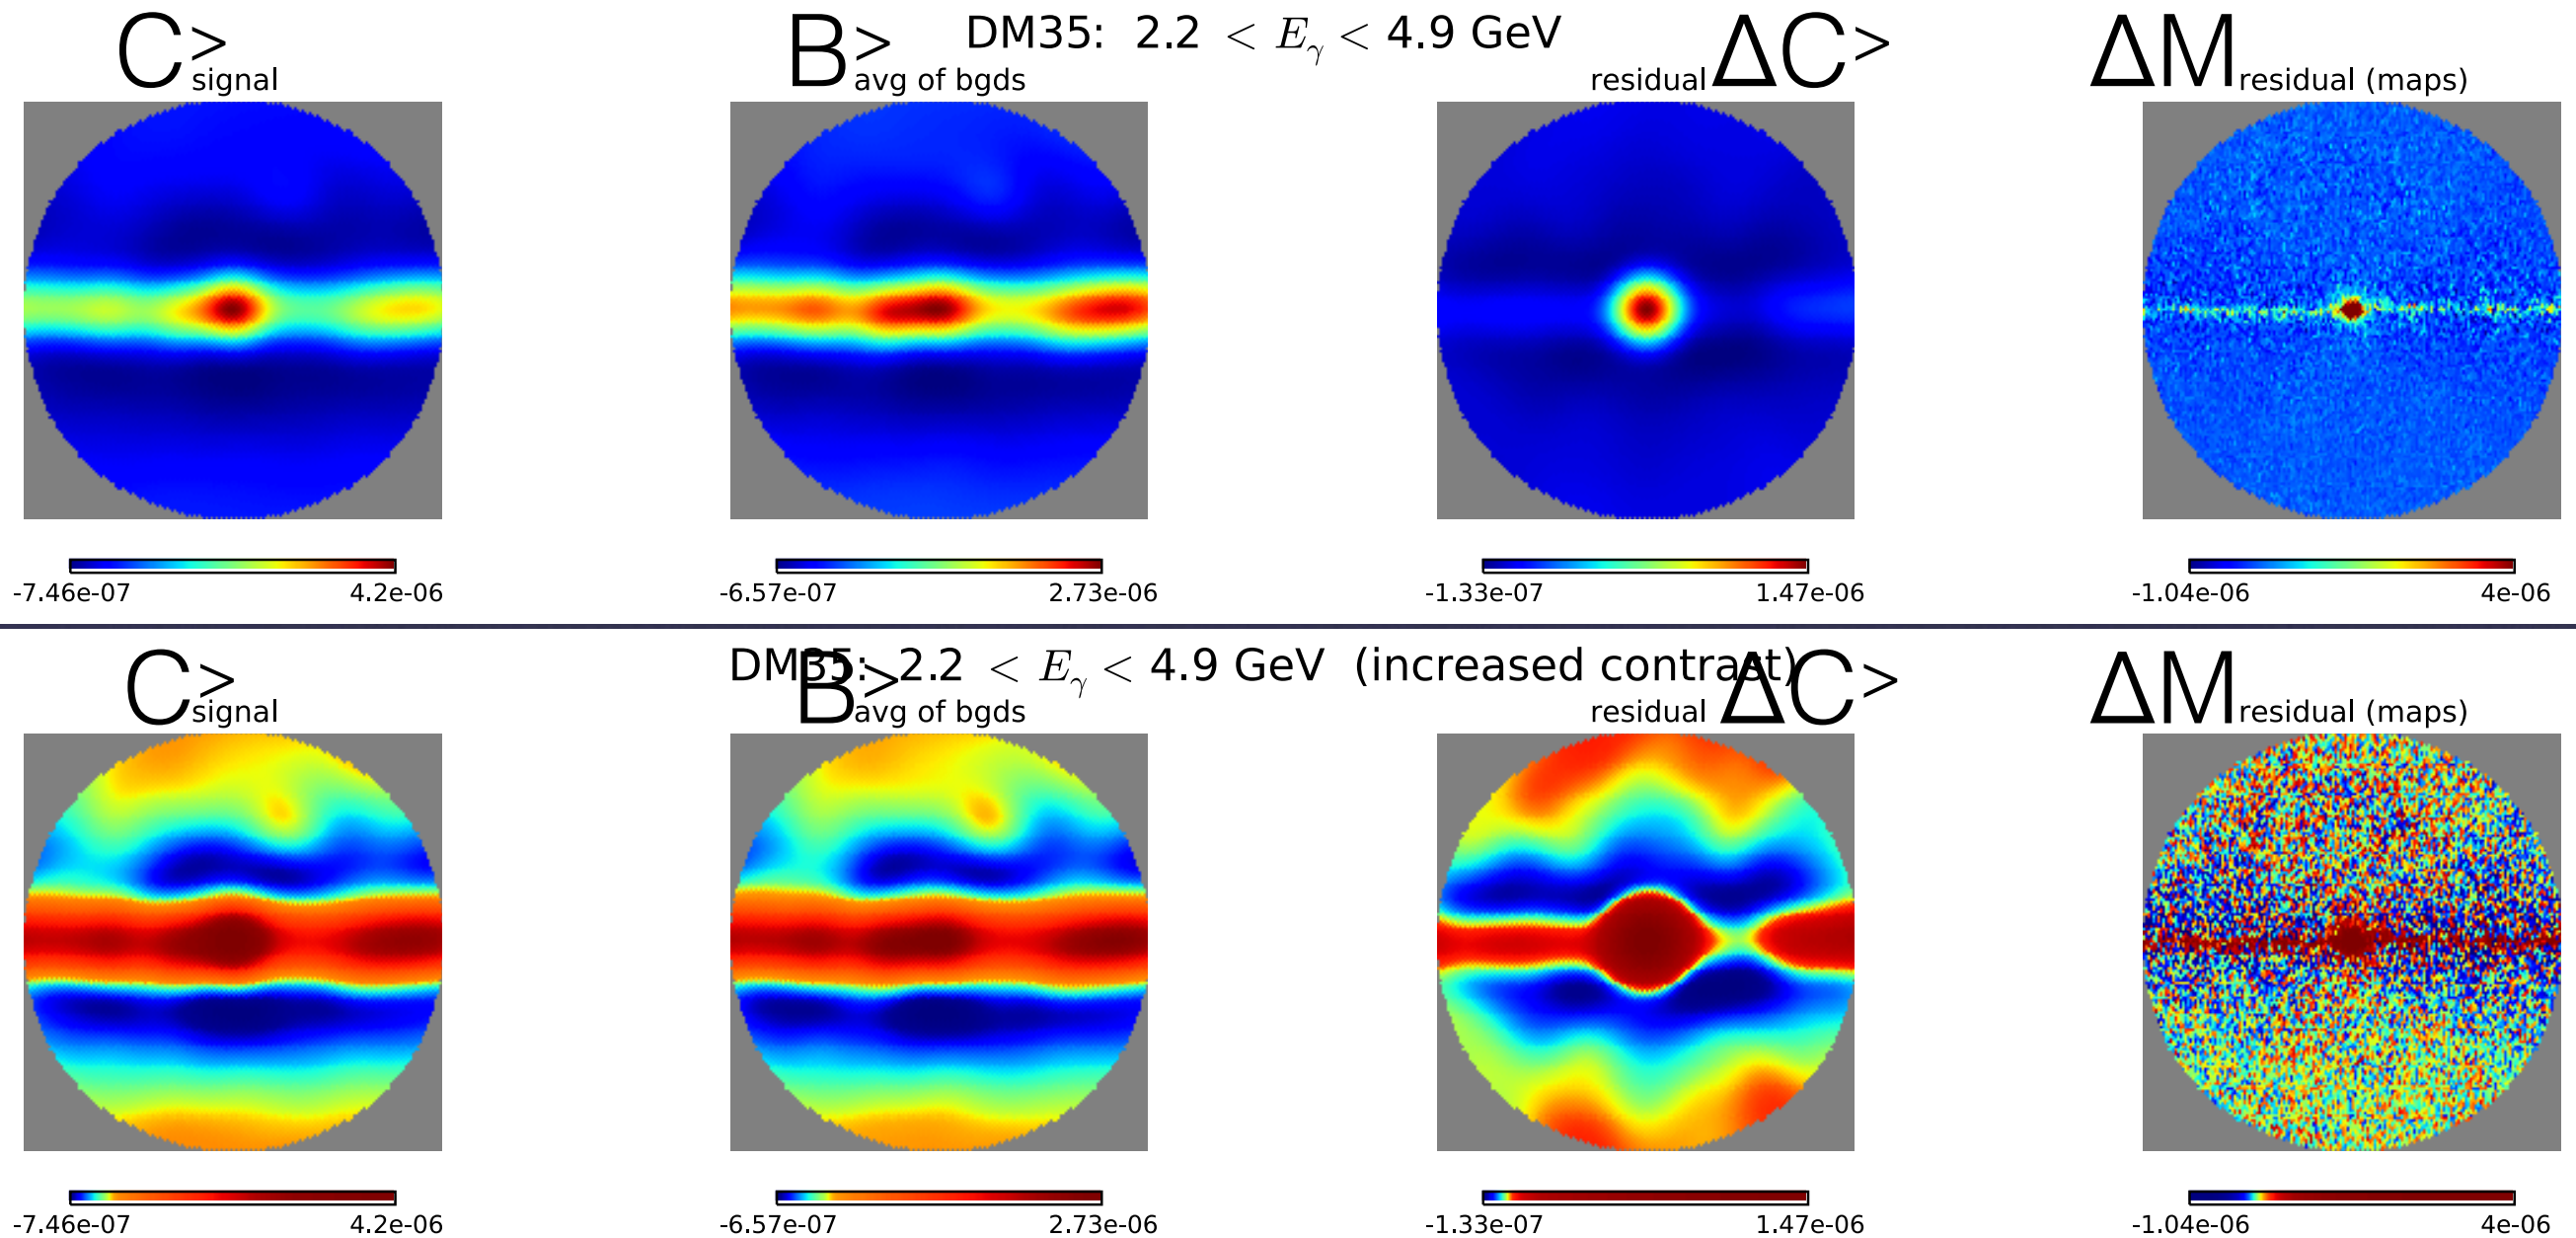 DM35: 2.2 < Eγ < 4.9 GeV
C> signal
B> avg of bgds
residual ΔC>
ΔM residual (maps)
-7.46e-07 4.2e-06
-6.57e-07 2.73e-06
-1.33e-07 1.47e-06
-1.04e-06 4e-06
DM35: 2.2 < Eγ < 4.9 GeV (increased contrast)
C> signal
B> avg of bgds
residual ΔC>
ΔM residual (maps)
-7.46e-07 4.2e-06
-6.57e-07 2.73e-06
-1.33e-07 1.47e-06
-1.04e-06 4e-06